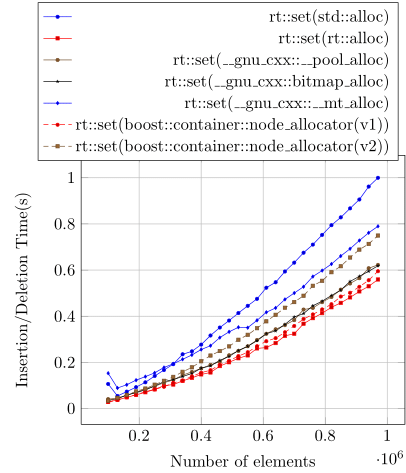 rt::set(std::alloc)
rt::set(rt::alloc)
rt::set(__gnu_cxx::__pool_alloc)
rt::set(__gnu_cxx::bitmap_alloc)
rt::set(__gnu_cxx::__mt_alloc)
rt::set(boost::container::node_allocator(v1))
rt::set(boost::container::node_allocator(v2))
Insertion/Deletion Time(s)
1
0.8
0.6
0.4
0.2
0
0.2 0.4 0.6 0.8 1
·10^6
Number of elements